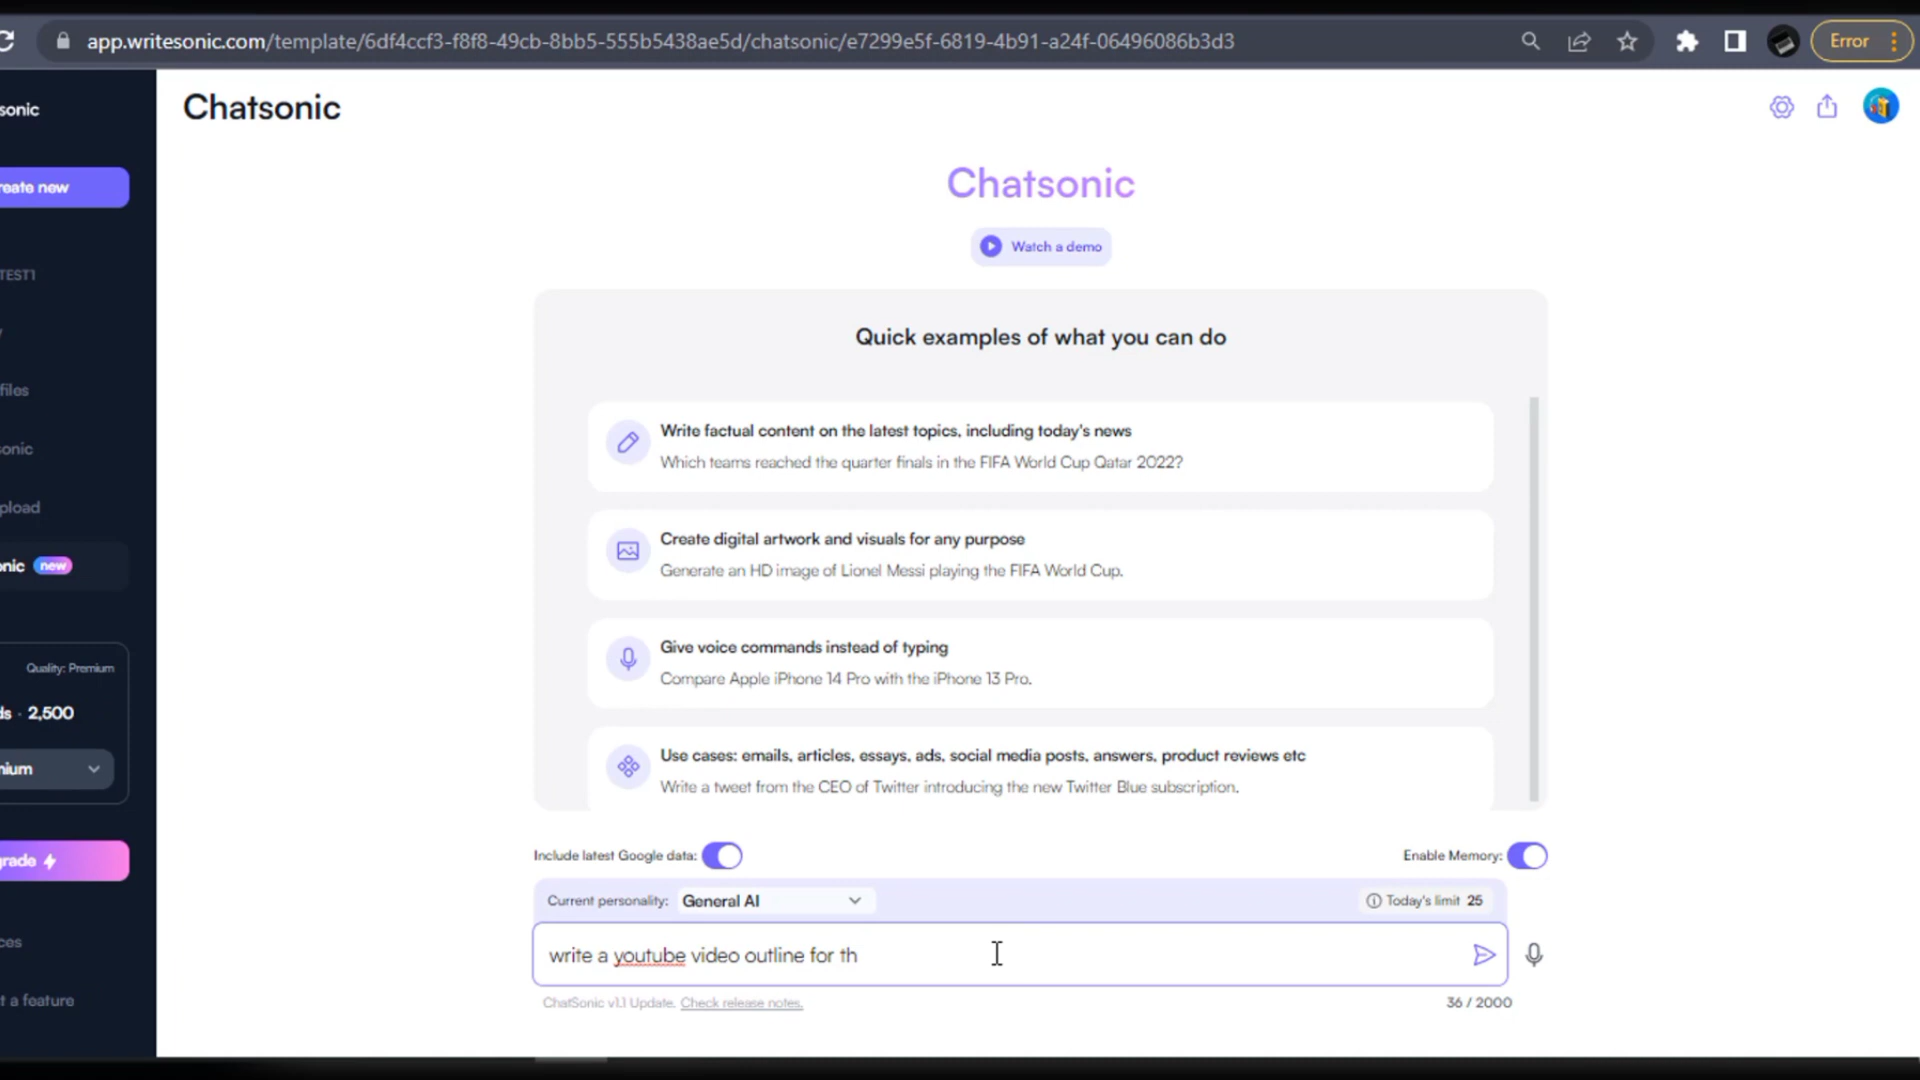 app.writesonic.com/template/6df4ccf3-f8f8-49cb-8bb5-555b5438ae5d/chatsonic/e7299e5f-6819-4b91-a24f-06496086b3d3
Error
sonic
Chatsonic
reate new
Chatsonic
Watch a demo
TEST1
Quick examples of what you can do
files
Write factual content on the latest topics, including today's news
Which teams reached the quarter finals in the FIFA World Cup Qatar 2022?
onic
pload
Create digital artwork and visuals for any purpose
Generate an HD image of Lionel Messi playing the FIFA World Cup.
onic new
Give voice commands instead of typing
Compare Apple iPhone 14 Pro with the iPhone 13 Pro.
Quality: Premium
ds · 2,500
Use cases: emails, articles, essays, ads, social media posts, answers, product reviews etc
Write a tweet from the CEO of Twitter introducing the new Twitter Blue subscription.
nium
grade
Include latest Google data:
Enable Memory:
Current personality: General AI
Today's limit 25
write a youtube video outline for th
ces
ChatSonic v1.1 Update. Check release notes.
36 / 2000
t a feature